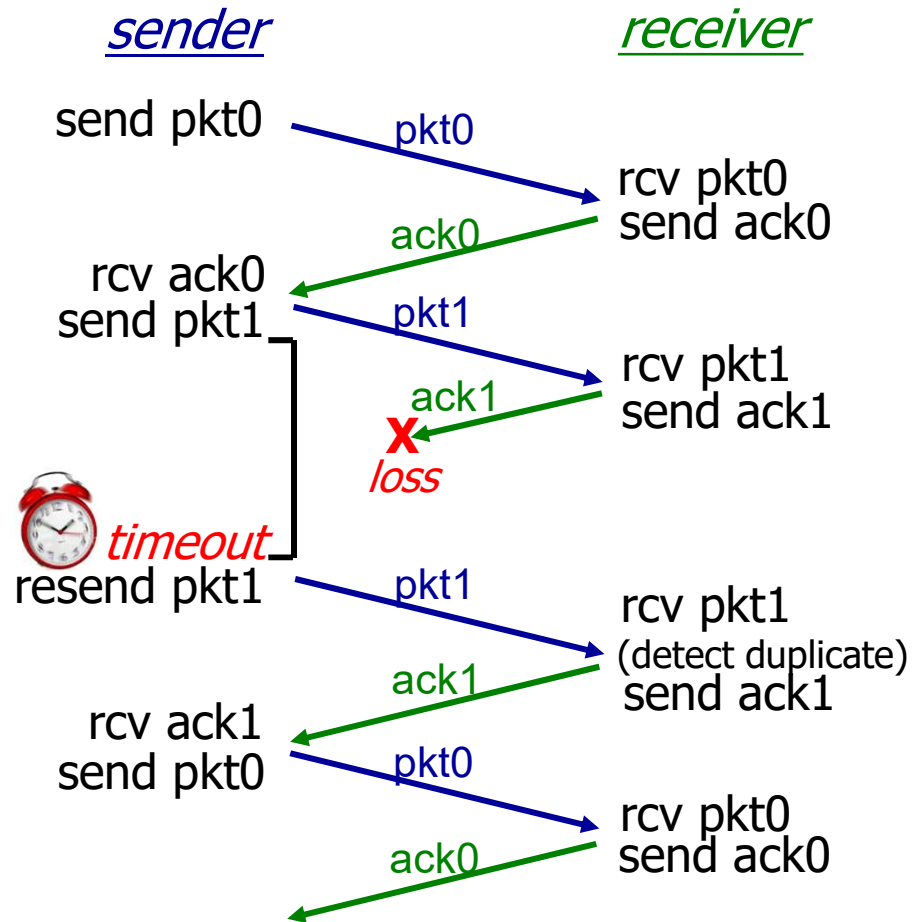 sender
receiver
send pkt0
pkt0
rcv pkt0
send ack0
ack0
rcv ack0
send pkt1
pkt1
rcv pkt1
send ack1
ack1
X
loss
timeout
resend pkt1
pkt1
rcv pkt1
(detect duplicate)
send ack1
ack1
rcv ack1
send pkt0
pkt0
rcv pkt0
send ack0
ack0